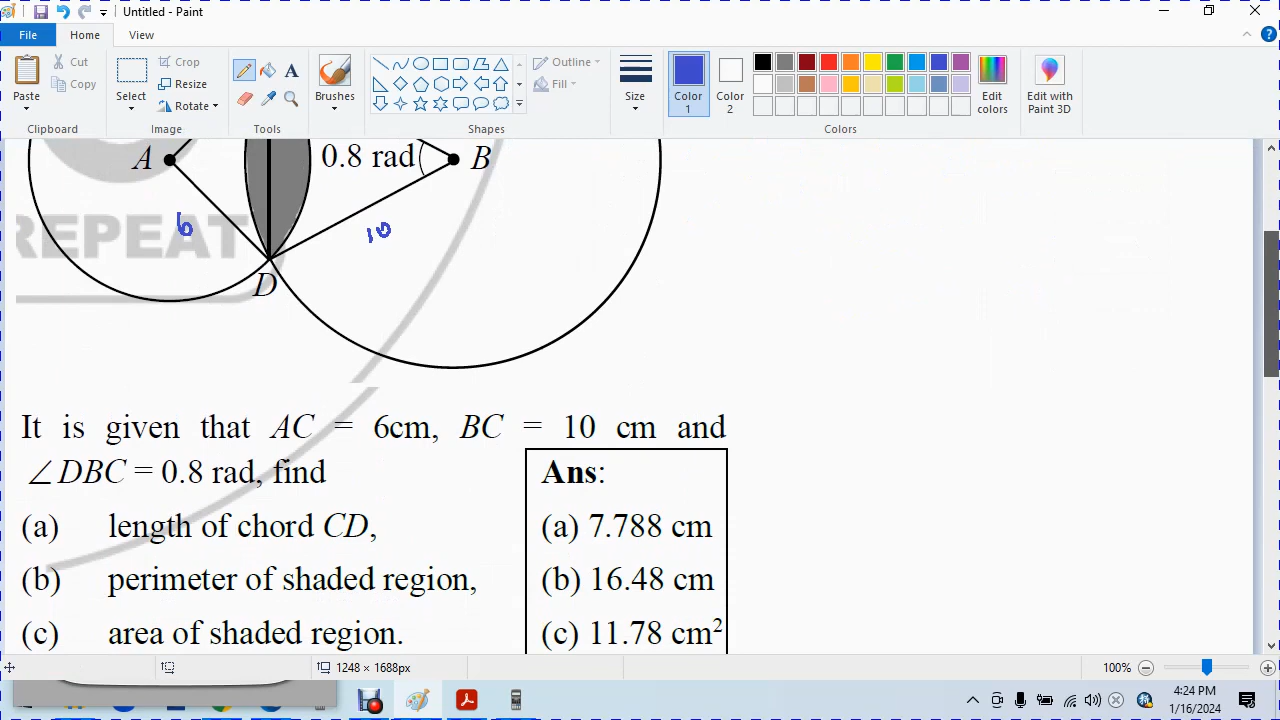 Untitled - Paint
File Home View
Paste
Cut
Copy
Clipboard
Select
Crop
Resize
Rotate
Image
A
Tools
Brushes
Outline
Fill
Shapes
Size
Color 1
Color 2
Edit colors
Colors
Edit with Paint 3D
A 0.8 rad B
REPEAT
6 10
D
It is given that AC = 6cm, BC = 10 cm and
∠DBC = 0.8 rad, find
(a) length of chord CD,
(b) perimeter of shaded region,
(c) area of shaded region.
Ans:
(a) 7.788 cm
(b) 16.48 cm
(c) 11.78 cm²
1248 × 1688px
100%
4:24 PM
1/16/2024